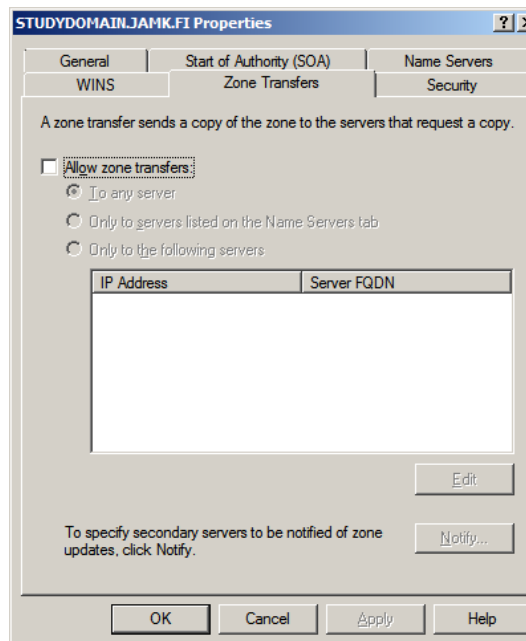 STUDYDOMAIN.JAMK.FI Properties
General Start of Authority (SOA) Name Servers
WINS Zone Transfers Security
A zone transfer sends a copy of the zone to the servers that request a copy.
Allow zone transfers:
To any server
Only to servers listed on the Name Servers tab
Only to the following servers
IP Address Server FQDN
Edit
To specify secondary servers to be notified of zone
updates, click Notify.
Notify...
OK Cancel Apply Help